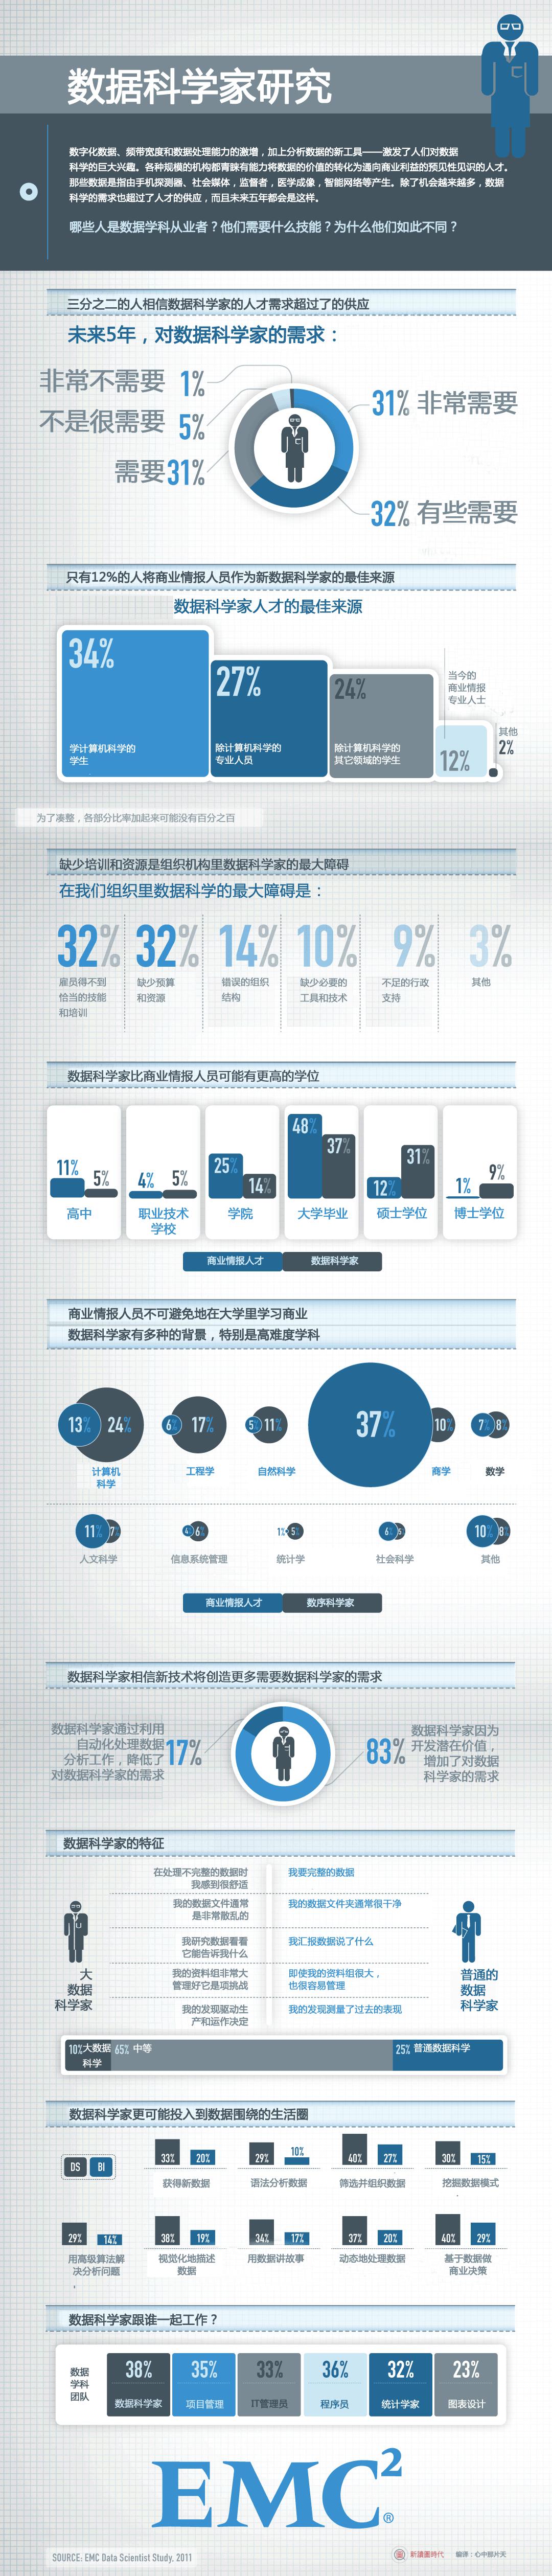 数据科学家研究
数字化数据、频带宽度和数据处理能力的激增，加上分析数据的新工具——激发了人们对数据
科学的巨大兴趣。各种规模的机构都青睐有能力将数据的价值的转化为通向商业利益的预见性见识的人才。
那些数据是指由手机探测器、社会媒体，监督者，医学成像，智能网络等产生。除了机会越来越多，数据
科学的需求也超过了人才的供应，而且未来五年都会是这样。
哪些人是数据学科从业者？他们需要什么技能？为什么他们如此不同？
三分之二的人相信数据科学家的人才需求超过了的供应
未来5年，对数据科学家的需求：
非常不需要 1%
不是很需要 5%
需要31%
31% 非常需要
32% 有些需要
只有12%的人将商业情报人员作为新数据科学家的最佳来源
数据科学家人才的最佳来源
34%
学计算机科学的
学生
27%
除计算机科学的
专业人员
24%
除计算机科学的
其它领域的学生
当今的
商业情报
专业人士
12%
其他
2%
为了凑整，各部分比率加起来可能没有百分之百
缺少培训和资源是组织机构里数据科学家的最大障碍
在我们组织里数据科学的最大障碍是：
32%
雇员得不到
恰当的技能
和培训
32%
缺少预算
和资源
14%
错误的组织
结构
10%
缺少必要的
工具和技术
9%
不足的行政
支持
3%
其他
数据科学家比商业情报人员可能有更高的学位
11% 5%
高中
4% 5%
职业技术
学校
25% 14%
学院
48% 37%
大学毕业
12% 31%
硕士学位
1% 9%
博士学位
商业情报人才 数据科学家
商业情报人员不可避免地在大学里学习商业
数据科学家有多种的背景，特别是高难度学科
13% 24%
计算机
科学
6% 17%
工程学
5% 11%
自然科学
37% 10%
商学
7% 8%
数学
11% 7%
人文科学
4% 6%
信息系统管理
1% 5%
统计学
6% 5%
社会科学
10% 8%
其他
商业情报人才 数序科学家
数据科学家相信新技术将创造更多需要数据科学家的需求
数据科学家通过利用
自动化处理数据
分析工作，降低了
对数据科学家的需求
17%
83%
数据科学家因为
开发潜在价值，
增加了对数据
科学家的需求
数据科学家的特征
大
数据
科学家
在处理不完整的数据时
我感到很舒适
我要完整的数据
我的数据文件通常
是非常散乱的
我的数据文件夹通常很干净
我研究数据看看
它能告诉我什么
我汇报数据说了什么
我的资料组非常大
管理好它是项挑战
即使我的资料组很大，
也很容易管理
我的发现驱动生
产和运作决定
我的发现测量了过去的表现
普通的
数据
科学家
10%大数据
科学
65% 中等
25% 普通数据科学
数据科学家更可能投入到数据围绕的生活圈
DS BI
33% 20%
获得新数据
29% 10%
语法分析数据
40% 27%
筛选并组织数据
30% 15%
挖掘数据模式
29% 14%
用高级算法解
决分析问题
38% 19%
视觉化地描述
数据
34% 17%
用数据讲故事
37% 20%
动态地处理数据
40% 29%
基于数据做
商业决策
数据科学家跟谁一起工作？
数据
学科
团队
38%
数据科学家
35%
项目管理
33%
IT管理员
36%
程序员
32%
统计学家
23%
图表设计
EMC²®
SOURCE: EMC Data Scientist Study, 2011
新讀圖時代 编译：心中那片天